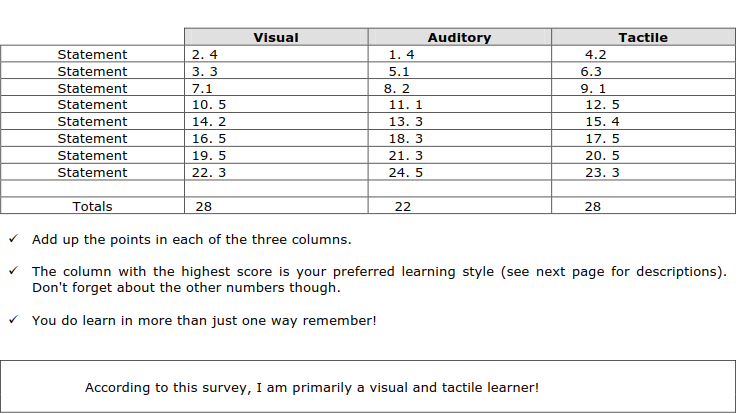 Visual Auditory Tactile
Statement 2. 4 1. 4 4.2
Statement 3. 3 5.1 6.3
Statement 7.1 8. 2 9. 1
Statement 10. 5 11. 1 12. 5
Statement 14. 2 13. 3 15. 4
Statement 16. 5 18. 3 17. 5
Statement 19. 5 21. 3 20. 5
Statement 22. 3 24. 5 23. 3
Totals 28 22 28
✓ Add up the points in each of the three columns.
✓ The column with the highest score is your preferred learning style (see next page for descriptions).
Don't forget about the other numbers though.
✓ You do learn in more than just one way remember!
According to this survey, I am primarily a visual and tactile learner!